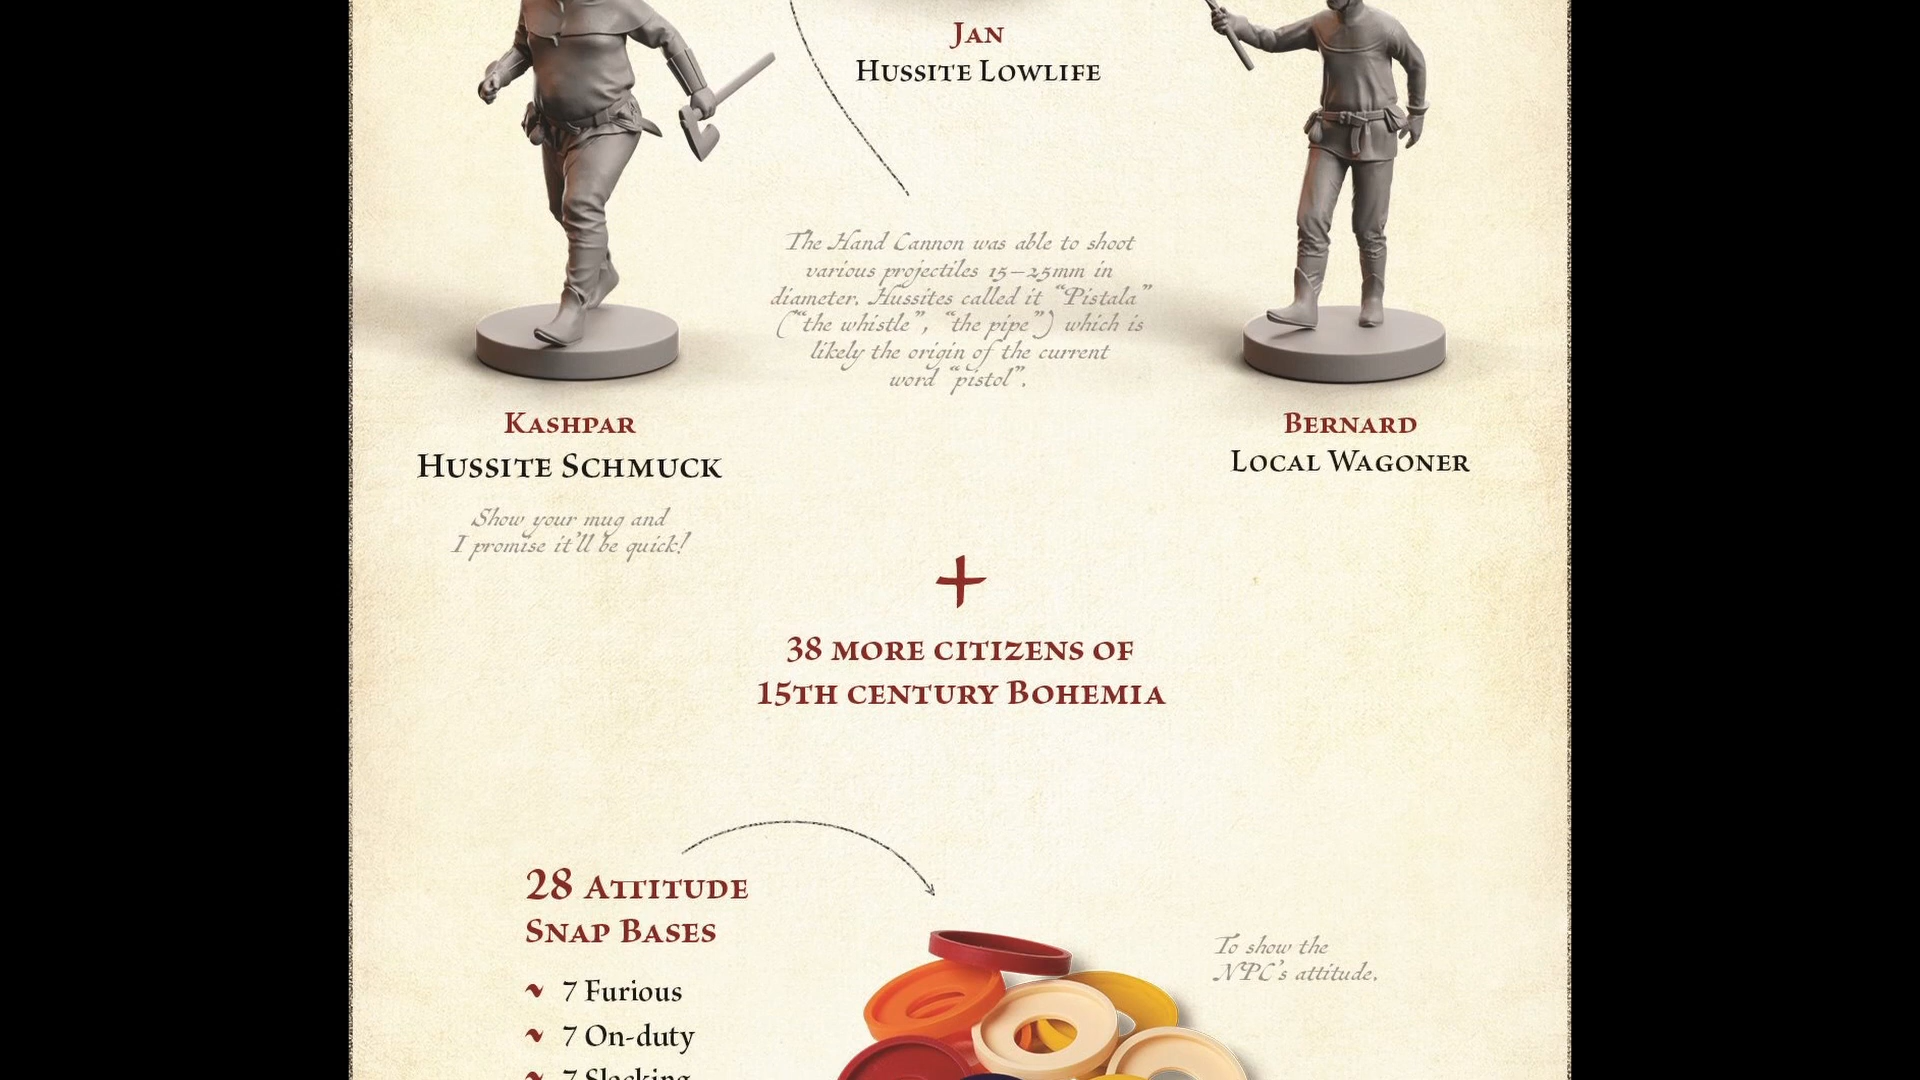 Jan
Hussite Lowlife
The Hand Cannon was able to shoot
various projectiles 15–25mm in
diameter. Hussites called it “Pistala”
(“the whistle”, “the pipe”) which is
likely the origin of the current
word “pistol”.
Kashpar
Hussite Schmuck
Show your mug and
I promise it’ll be quick!
Bernard
Local Wagoner
+
38 more citizens of
15th century Bohemia
28 Attitude
Snap Bases
7 Furious
7 On-duty
7 Slacking
To show the
NPC’s attitude.